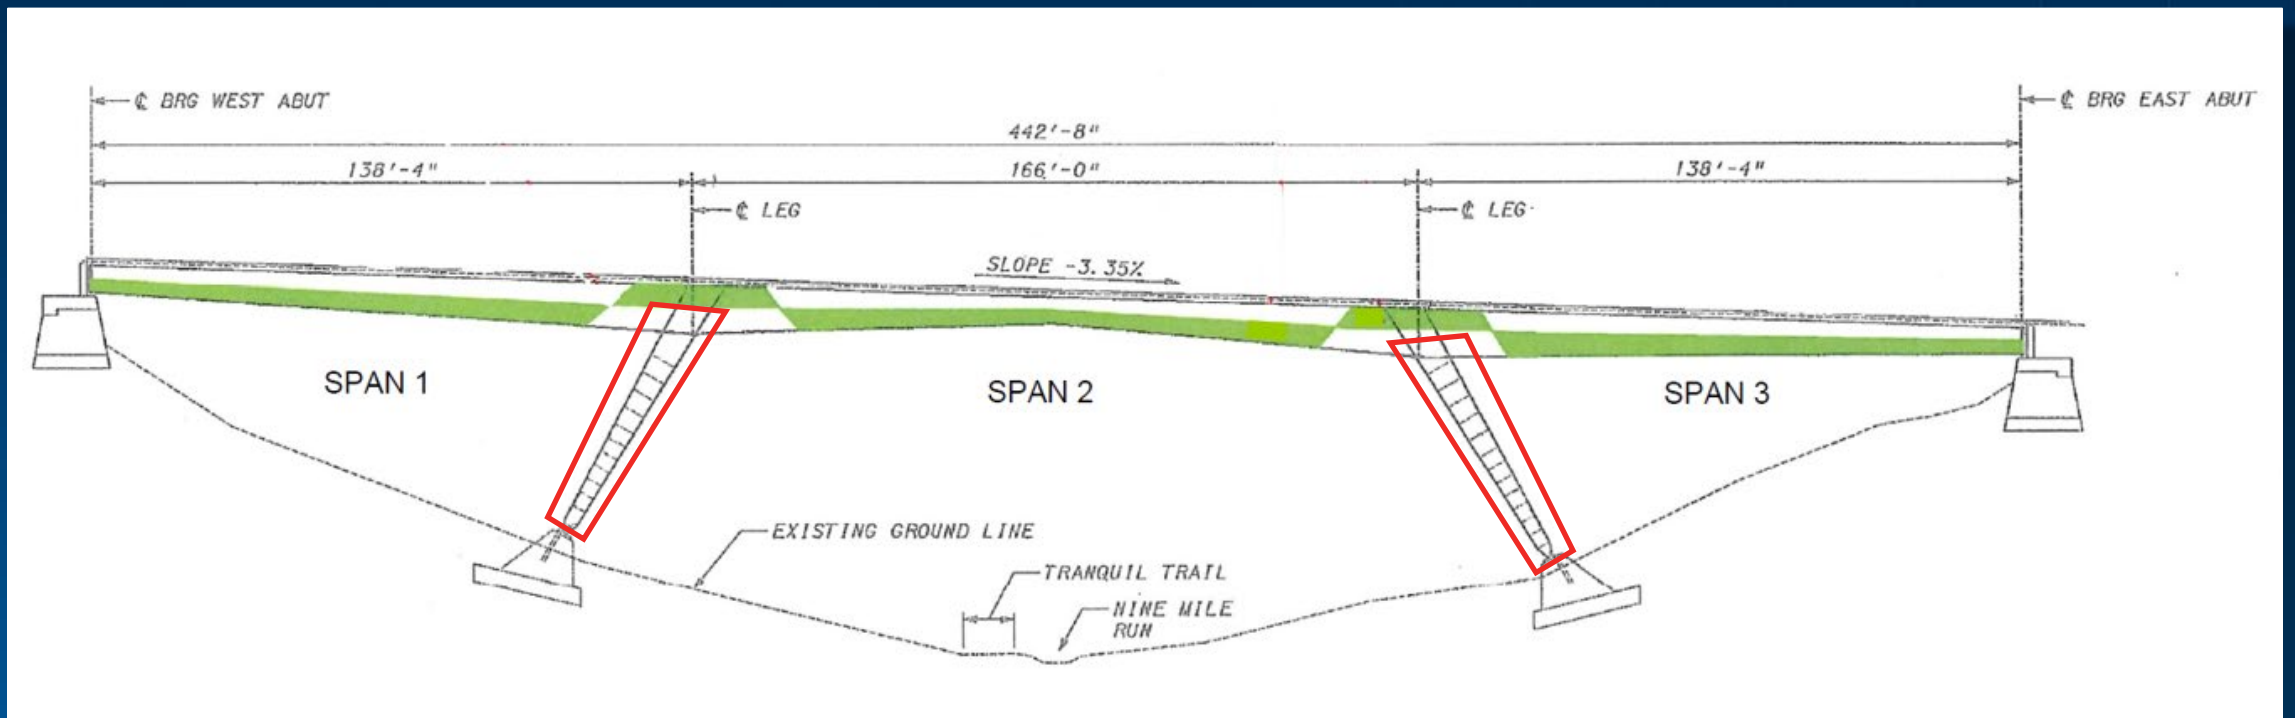 ℄ BRG WEST ABUT
℄ BRG EAST ABUT
442'-8"
138'-4"
166'-0"
138'-4"
℄ LEG
℄ LEG
SLOPE -3.35%
SPAN 1
SPAN 2
SPAN 3
EXISTING GROUND LINE
TRANQUIL TRAIL
NINE MILE
RUN